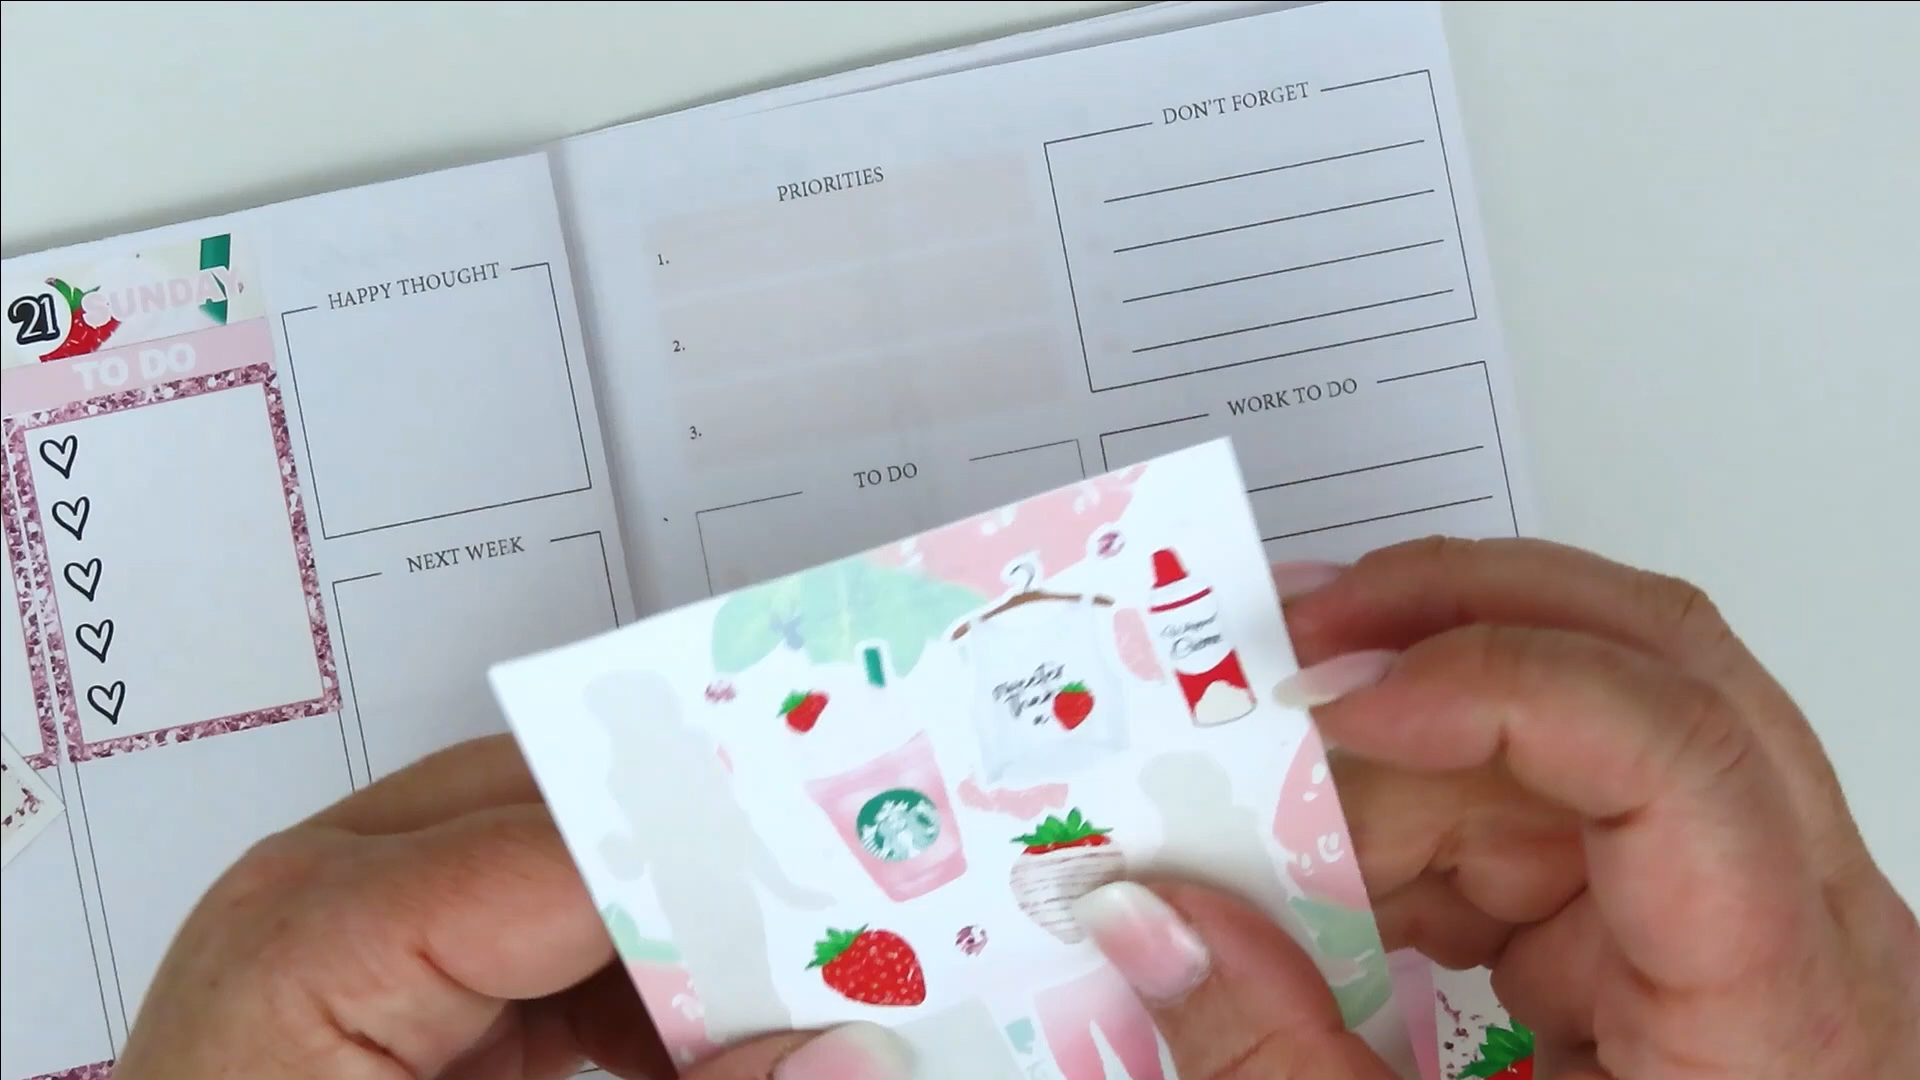 21 SUNDAY
TO DO
HAPPY THOUGHT
NEXT WEEK
PRIORITIES
1.
2.
3.
TO DO
DON'T FORGET
WORK TO DO